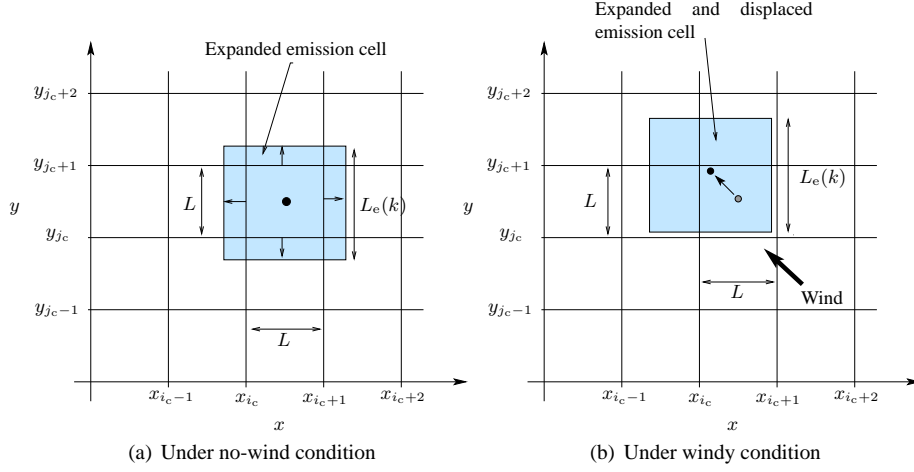 Expanded emission cell
y_{j_c+2}
y_{j_c+1}
L
L_e(k)
y
y_{j_c}
y_{j_c−1}
L
x_{i_c−1} x_{i_c} x_{i_c+1} x_{i_c+2}
x
(a) Under no-wind condition
Expanded and displaced
emission cell
y_{j_c+2}
y_{j_c+1}
L
L_e(k)
y
y_{j_c}
L
Wind
y_{j_c−1}
x_{i_c−1} x_{i_c} x_{i_c+1} x_{i_c+2}
x
(b) Under windy condition